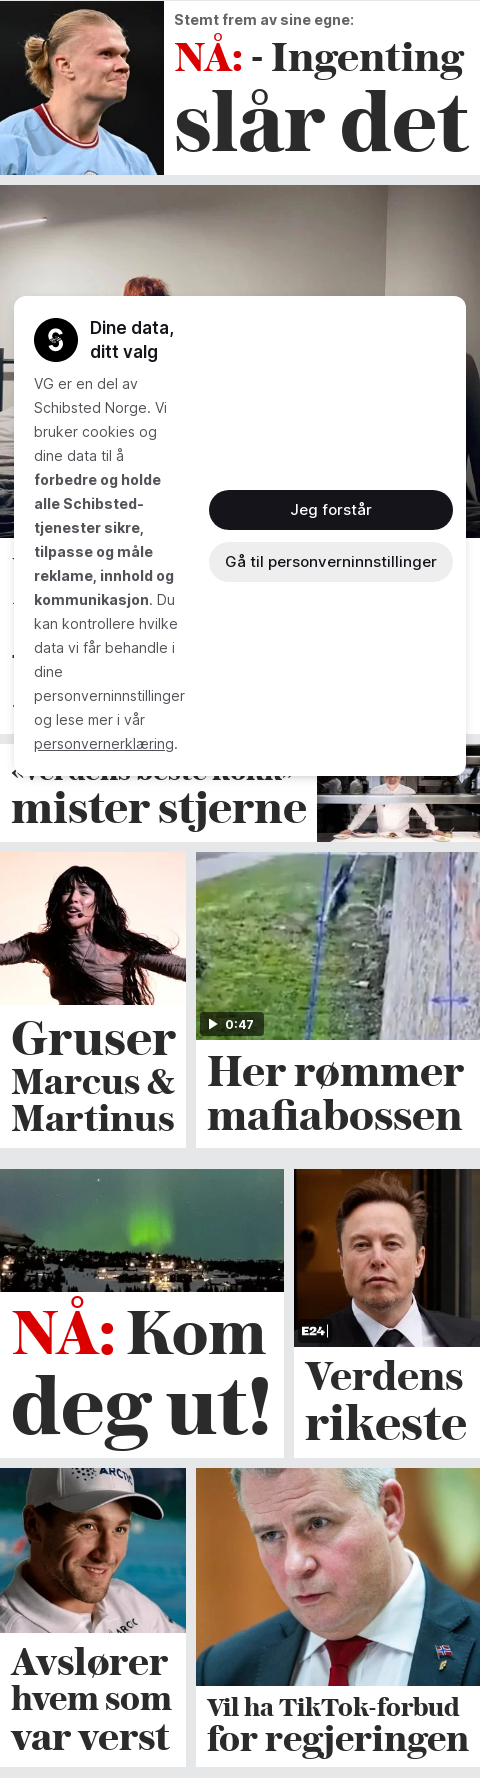 Stemt frem av sine egne:
NÅ: - Ingenting
slår det
Dine data,
ditt valg
VG er en del av
Schibsted Norge. Vi
bruker cookies og
dine data til å
forbedre og holde
alle Schibsted-
tjenester sikre,
tilpasse og måle
reklame, innhold og
kommunikasjon. Du
kan kontrollere hvilke
data vi får behandle i
dine
personverninnstillinger
og lese mer i vår
personvernerklæring.
Jeg forstår
Gå til personverninnstillinger
«Verdens beste kokk»
mister stjerne
0:47
Gruser
Marcus &
Martinus
Her rømmer
mafiabossen
NÅ: Kom
deg ut!
E24
Verdens
rikeste
ARCTIC
Avslører
hvem som
var verst
Vil ha TikTok-forbud
for regjeringen